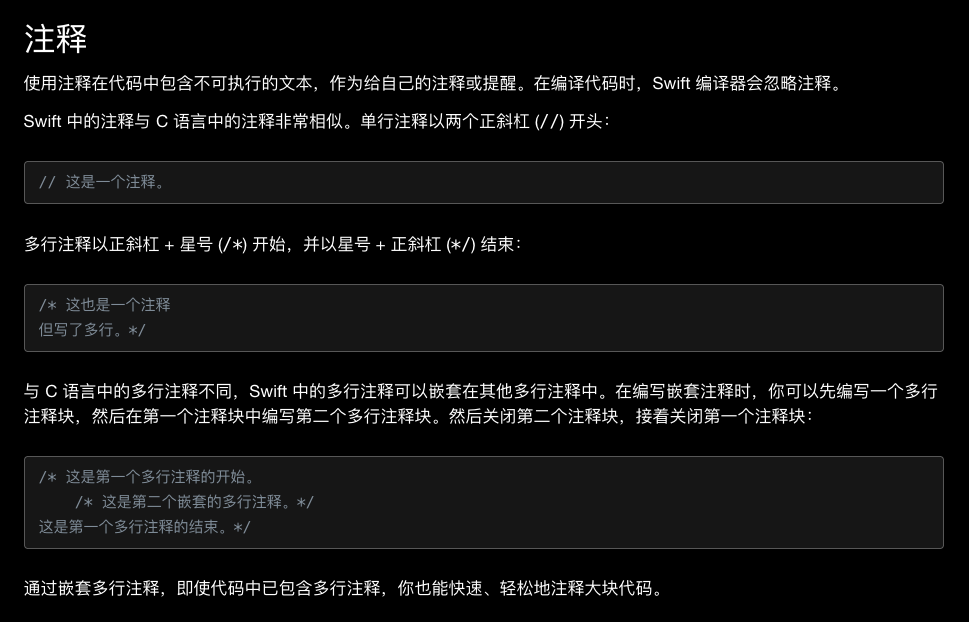 注释
使用注释在代码中包含不可执行的文本，作为给自己的注释或提醒。在编译代码时，Swift 编译器会忽略注释。
Swift 中的注释与 C 语言中的注释非常相似。单行注释以两个正斜杠 (//) 开头：
// 这是一个注释。
多行注释以正斜杠 + 星号 (/*) 开始，并以星号 + 正斜杠 (*/) 结束：
/* 这也是一个注释
但写了多行。*/
与 C 语言中的多行注释不同，Swift 中的多行注释可以嵌套在其他多行注释中。在编写嵌套注释时，你可以先编写一个多行
注释块，然后在第一个注释块中编写第二个多行注释块。然后关闭第二个注释块，接着关闭第一个注释块：
/* 这是第一个多行注释的开始。
    /* 这是第二个嵌套的多行注释。*/
这是第一个多行注释的结束。*/
通过嵌套多行注释，即使代码中已包含多行注释，你也能快速、轻松地注释大块代码。